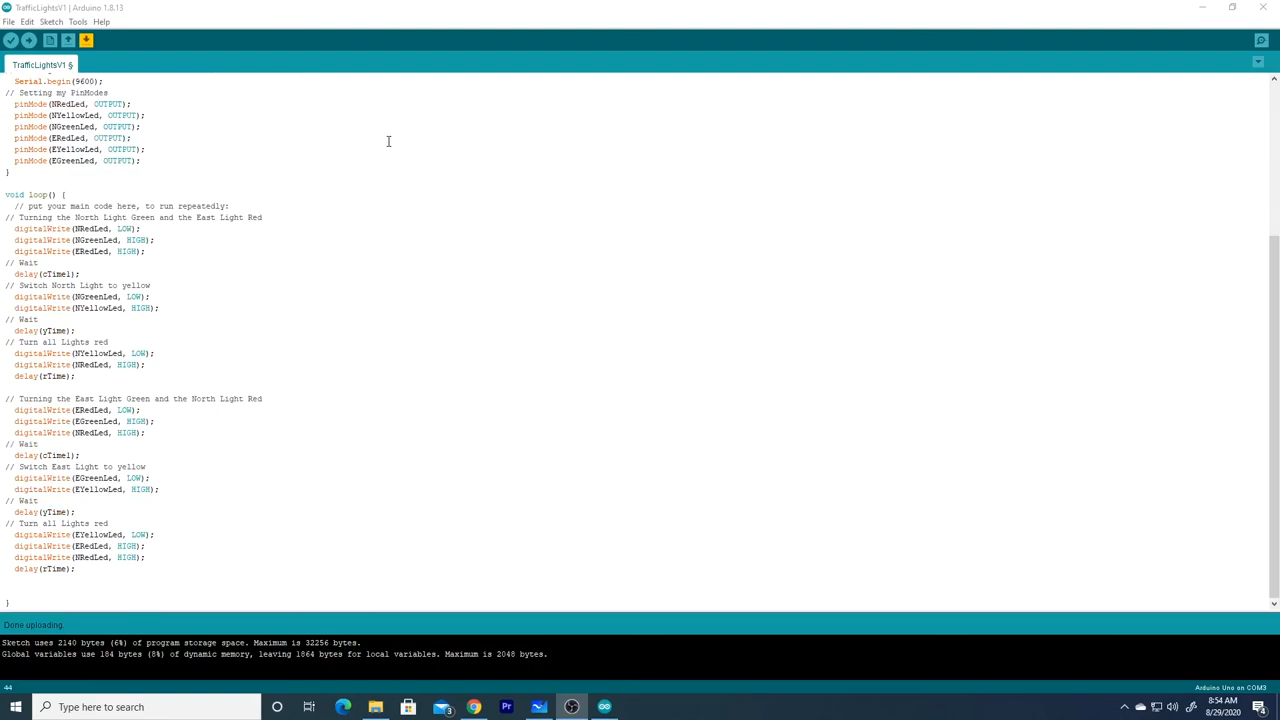 TrafficLightsV1 | Arduino 1.8.13
File Edit Sketch Tools Help
TrafficLightsV1 §
Serial.begin(9600);
// Setting my PinModes
pinMode(NRedLed, OUTPUT);
pinMode(NYellowLed, OUTPUT);
pinMode(NGreenLed, OUTPUT);
pinMode(ERedLed, OUTPUT);
pinMode(EYellowLed, OUTPUT);
pinMode(EGreenLed, OUTPUT);
}
void loop() {
// put your main code here, to run repeatedly:
// Turning the North Light Green and the East Light Red
digitalWrite(NRedLed, LOW);
digitalWrite(NGreenLed, HIGH);
digitalWrite(ERedLed, HIGH);
// Wait
delay(cTime1);
// Switch North Light to yellow
digitalWrite(NGreenLed, LOW);
digitalWrite(NYellowLed, HIGH);
// Wait
delay(yTime);
// Turn all Lights red
digitalWrite(NYellowLed, LOW);
digitalWrite(NRedLed, HIGH);
delay(rTime);
// Turning the East Light Green and the North Light Red
digitalWrite(ERedLed, LOW);
digitalWrite(EGreenLed, HIGH);
digitalWrite(NRedLed, HIGH);
// Wait
delay(cTime1);
// Switch East Light to yellow
digitalWrite(EGreenLed, LOW);
digitalWrite(EYellowLed, HIGH);
// Wait
delay(yTime);
// Turn all Lights red
digitalWrite(EYellowLed, LOW);
digitalWrite(ERedLed, HIGH);
digitalWrite(NRedLed, HIGH);
delay(rTime);
}
Done uploading.
Sketch uses 2140 bytes (6%) of program storage space. Maximum is 32256 bytes.
Global variables use 184 bytes (8%) of dynamic memory, leaving 1864 bytes for local variables. Maximum is 2048 bytes.
44
Arduino Uno on COM3
Type here to search
3
Pr
8:54 AM
8/29/2020
4